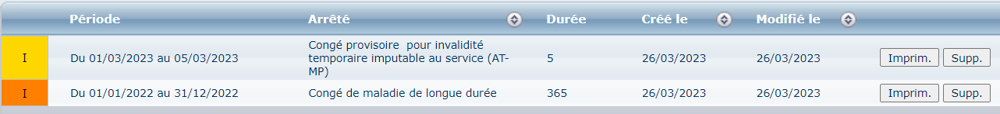 Période Arrêté Durée Créé le Modifié le
Congé provisoire  pour invalidité
I Du 01/03/2023 au 05/03/2023 temporaire imputable au service (AT- 5 26/03/2023 26/03/2023 Imprim. Supp.
MP)
I Du 01/01/2022 au 31/12/2022 Congé de maladie de longue durée 365 26/03/2023 26/03/2023 Imprim. Supp.